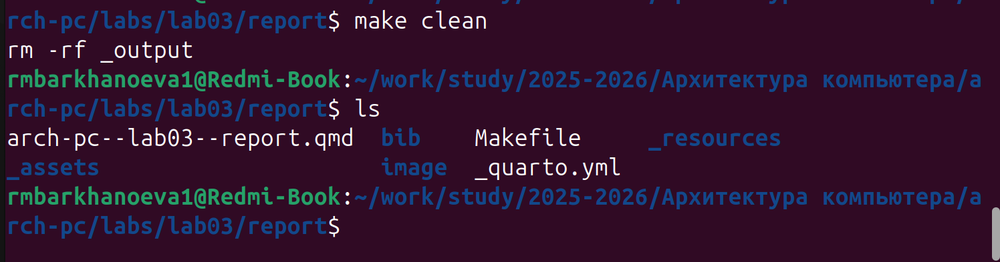 rch-pc/labs/lab03/report$ make clean
rm -rf _output
rmbarkhanoeva1@Redmi-Book:~/work/study/2025-2026/Архитектура компьютера/a
rch-pc/labs/lab03/report$ ls
arch-pc--lab03--report.qmd  bib    Makefile     _resources
_assets                     image  _quarto.yml
rmbarkhanoeva1@Redmi-Book:~/work/study/2025-2026/Архитектура компьютера/a
rch-pc/labs/lab03/report$